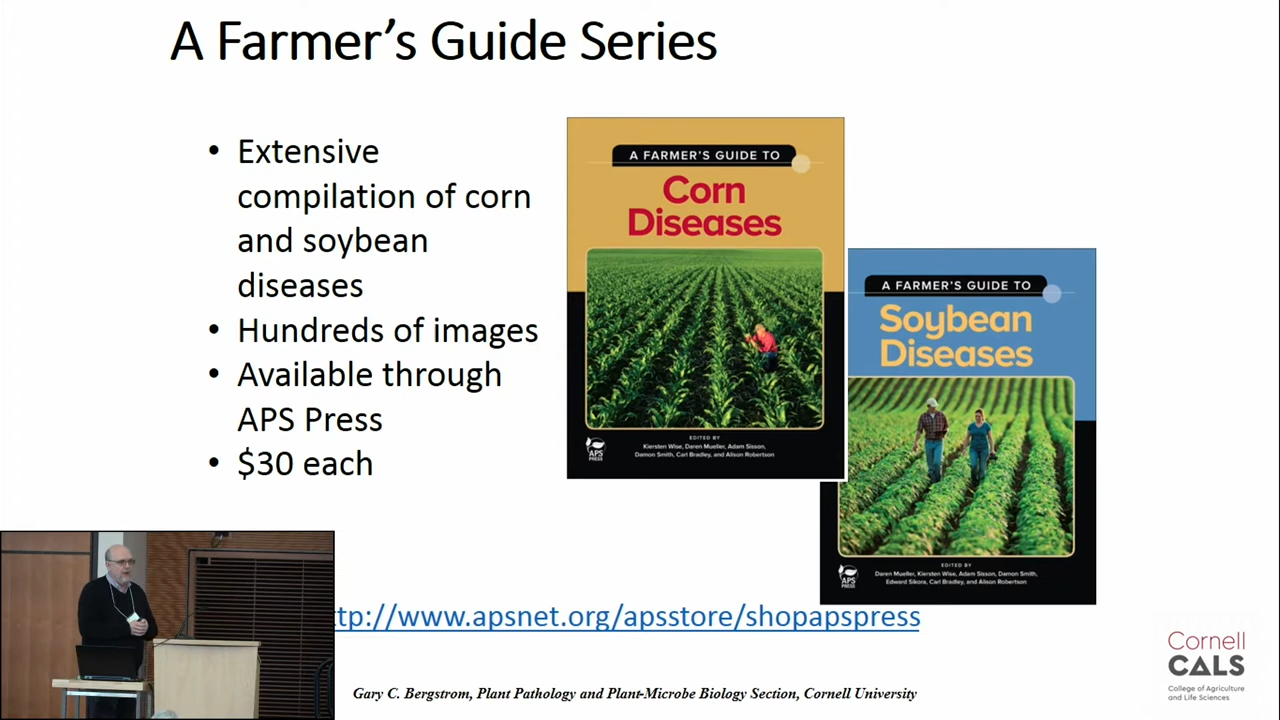 A Farmer's Guide Series
• Extensive
compilation of corn
and soybean
diseases
• Hundreds of images
• Available through
APS Press
• $30 each
A FARMER'S GUIDE TO
Corn
Diseases
EDITED BY
Kiersten Wise, Daren Mueller, Adam Sisson,
Damon Smith, Carl Bradley, and Alison Robertson
APS
PRESS
A FARMER'S GUIDE TO
Soybean
Diseases
EDITED BY
Daren Mueller, Kiersten Wise, Adam Sisson, Damon Smith,
Edward Sikora, Carl Bradley, and Alison Robertson
APS
PRESS
tp://www.apsnet.org/apsstore/shopapspress
Gary C. Bergstrom, Plant Pathology and Plant-Microbe Biology Section, Cornell University
Cornell
CALS
College of Agriculture
and Life Sciences